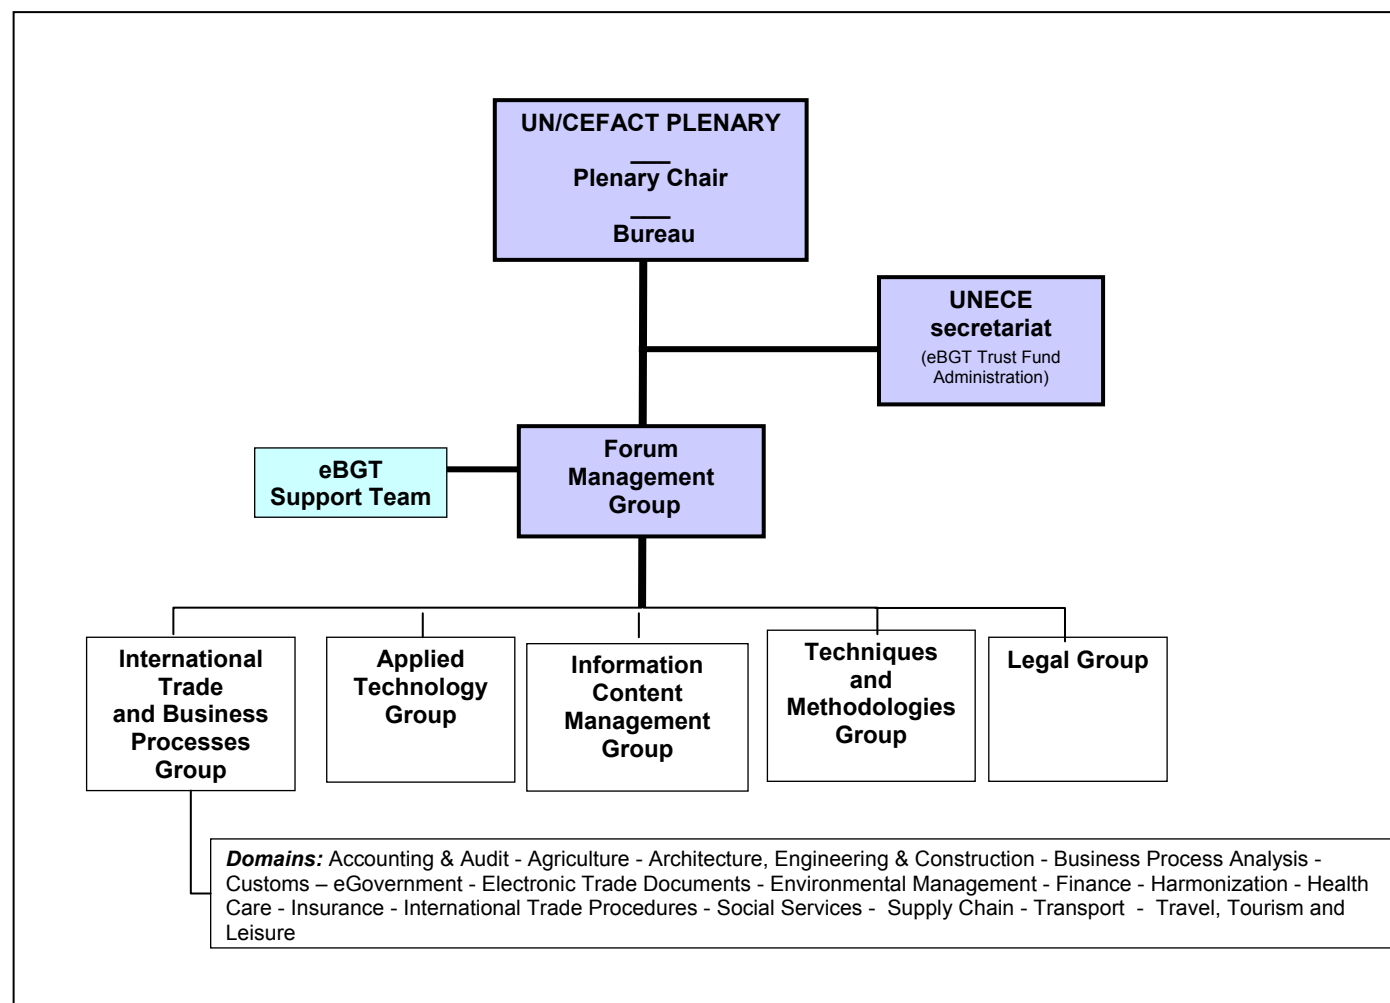 UN/CEFACT PLENARY
Plenary Chair
Bureau
UNECE
secretariat
(eBGT Trust Fund
Administration)
Forum
Management
Group
eBGT
Support Team
International
Trade
and Business
Processes
Group
Applied
Technology
Group
Information
Content
Management
Group
Techniques
and
Methodologies
Group
Legal Group
Domains: Accounting & Audit - Agriculture - Architecture, Engineering & Construction - Business Process Analysis -
Customs – eGovernment - Electronic Trade Documents - Environmental Management - Finance - Harmonization - Health
Care - Insurance - International Trade Procedures - Social Services - Supply Chain - Transport - Travel, Tourism and
Leisure